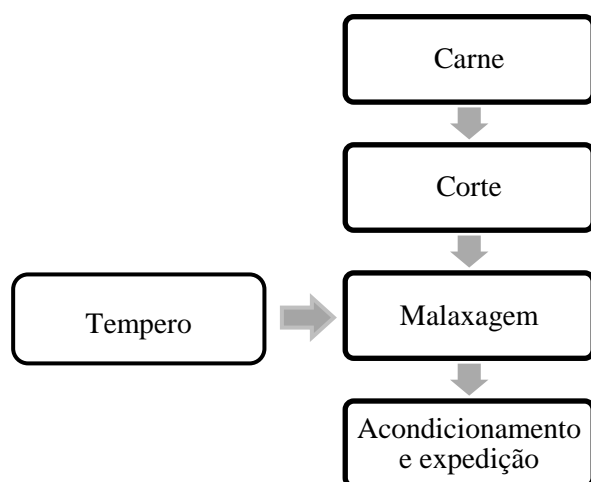 Carne
Corte
Tempero
Malaxagem
Acondicionamento
e expedição